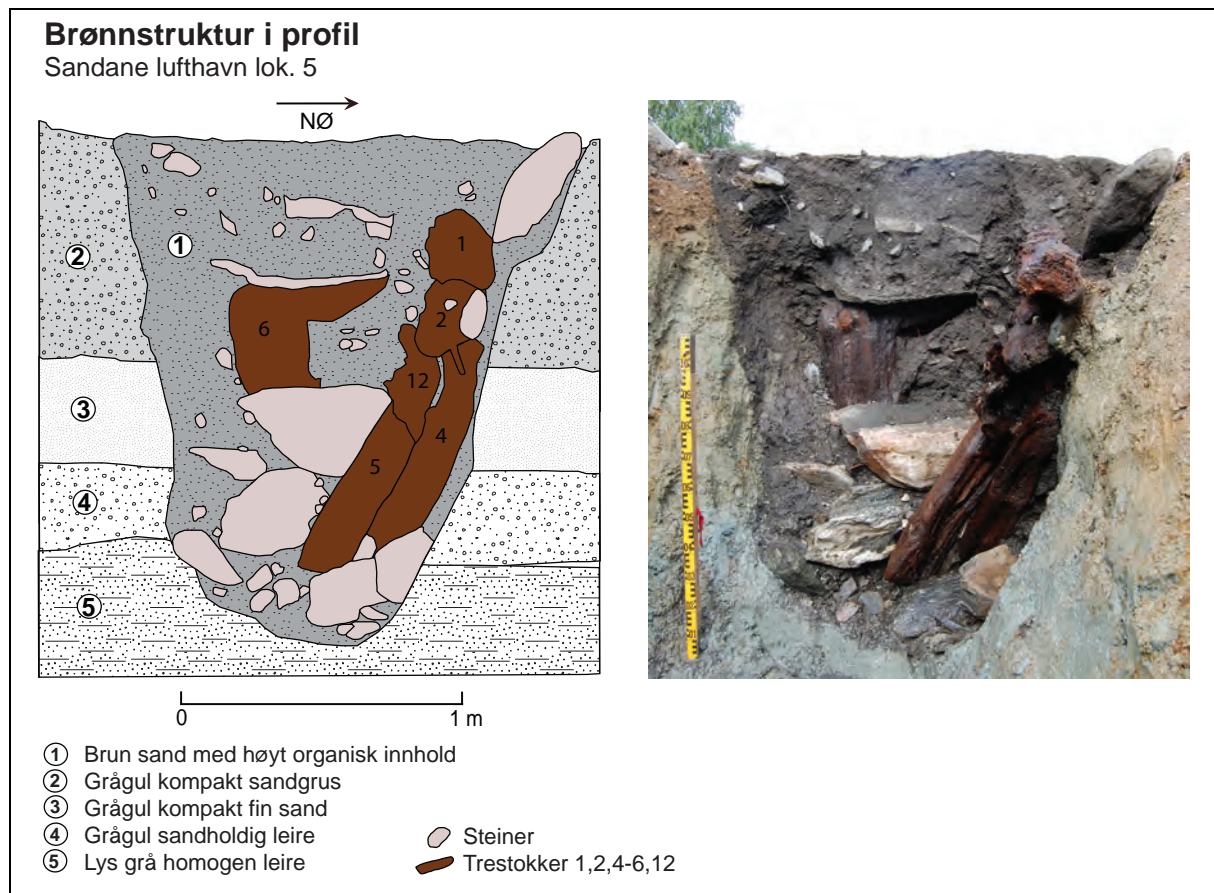 Brønnstruktur i profil
Sandane lufthavn lok. 5
NØ
1
2
3
4
5
1
2
6
12
4
5
0 1 m
1 Brun sand med høyt organisk innhold
2 Grågul kompakt sandgrus
3 Grågul kompakt fin sand
4 Grågul sandholdig leire
5 Lys grå homogen leire
Steiner
Trestokker 1,2,4-6,12